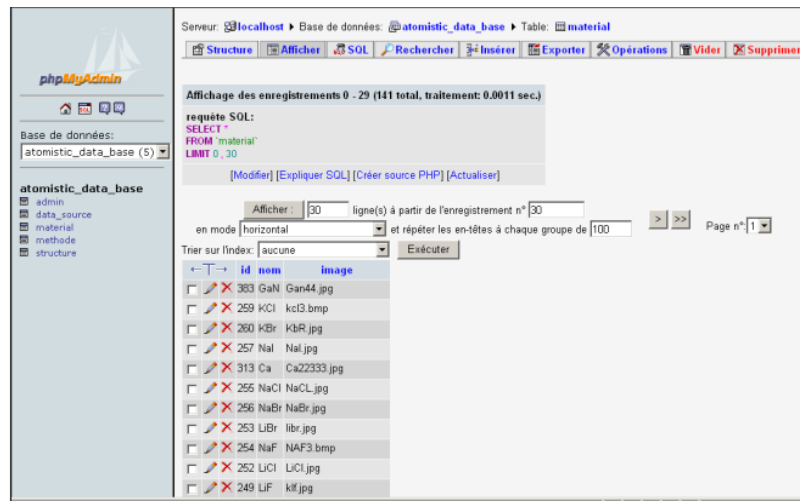 phpMyAdmin
SQL
Base de données:
atomistic_data_base (5)
atomistic_data_base
admin
data_source
material
methode
structure
Serveur: localhost ▸ Base de données: atomistic_data_base ▸ Table: material
Structure Afficher SQL Rechercher Insérer Exporter Opérations Vider Supprimer
Affichage des enregistrements 0 - 29 (141 total, traitement: 0.0011 sec.)
requête SQL:
SELECT *
FROM `material`
LIMIT 0 , 30
[Modifier] [Expliquer SQL] [Créer source PHP] [Actualiser]
Afficher : 30 ligne(s) à partir de l'enregistrement n° 30
en mode horizontal et répéter les en-têtes à chaque groupe de 100
> >> Page n°: 1
Trier sur l'index: aucune Exécuter
←T→ id nom image
383 GaN Gan44.jpg
259 KCl kcl3.bmp
260 KBr KbR.jpg
257 NaI NaI.jpg
313 Ca Ca22333.jpg
255 NaCl NaCL.jpg
256 NaBr NaBr.jpg
253 LiBr libr.jpg
254 NaF NAF3.bmp
252 LiCl LiCl.jpg
249 LiF klf.jpg